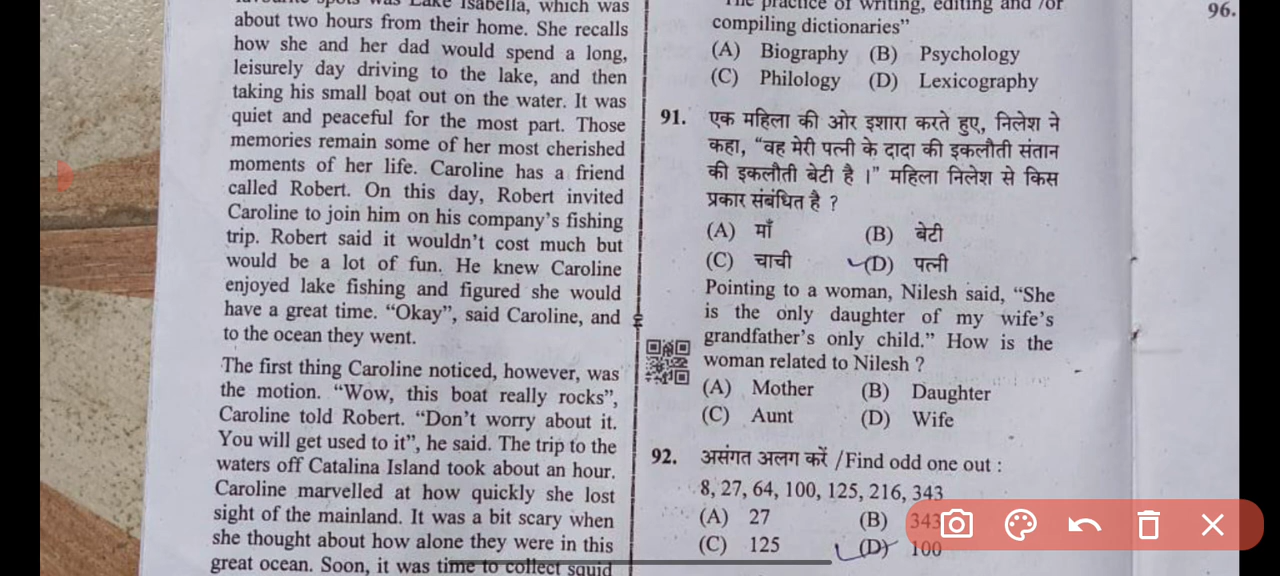 Lake Isabella, which was
about two hours from their home. She recalls
how she and her dad would spend a long,
leisurely day driving to the lake, and then
taking his small boat out on the water. It was
quiet and peaceful for the most part. Those
memories remain some of her most cherished
moments of her life. Caroline has a friend
called Robert. On this day, Robert invited
Caroline to join him on his company's fishing
trip. Robert said it wouldn't cost much but
would be a lot of fun. He knew Caroline
enjoyed lake fishing and figured she would
have a great time. "Okay", said Caroline, and
to the ocean they went.
The first thing Caroline noticed, however, was
the motion. "Wow, this boat really rocks",
Caroline told Robert. "Don't worry about it.
You will get used to it", he said. The trip to the
waters off Catalina Island took about an hour.
Caroline marvelled at how quickly she lost
sight of the mainland. It was a bit scary when
she thought about how alone they were in this
great ocean. Soon, it was time to collect squid
practice of writing, editing and /or
compiling dictionaries"
(A) Biography (B) Psychology
(C) Philology (D) Lexicography
91. एक महिला की ओर इशारा करते हुए, निलेश ने
कहा, "वह मेरी पत्नी के दादा की इकलौती संतान
की इकलौती बेटी है ।" महिला निलेश से किस
प्रकार संबंधित है ?
(A) माँ (B) बेटी
(C) चाची (D) पत्नी
Pointing to a woman, Nilesh said, "She
is the only daughter of my wife's
grandfather's only child." How is the
woman related to Nilesh ?
(A) Mother (B) Daughter
(C) Aunt (D) Wife
92. असंगत अलग करें /Find odd one out :
8, 27, 64, 100, 125, 216, 343
(A) 27 (B) 343
(C) 125 (D) 100
96.